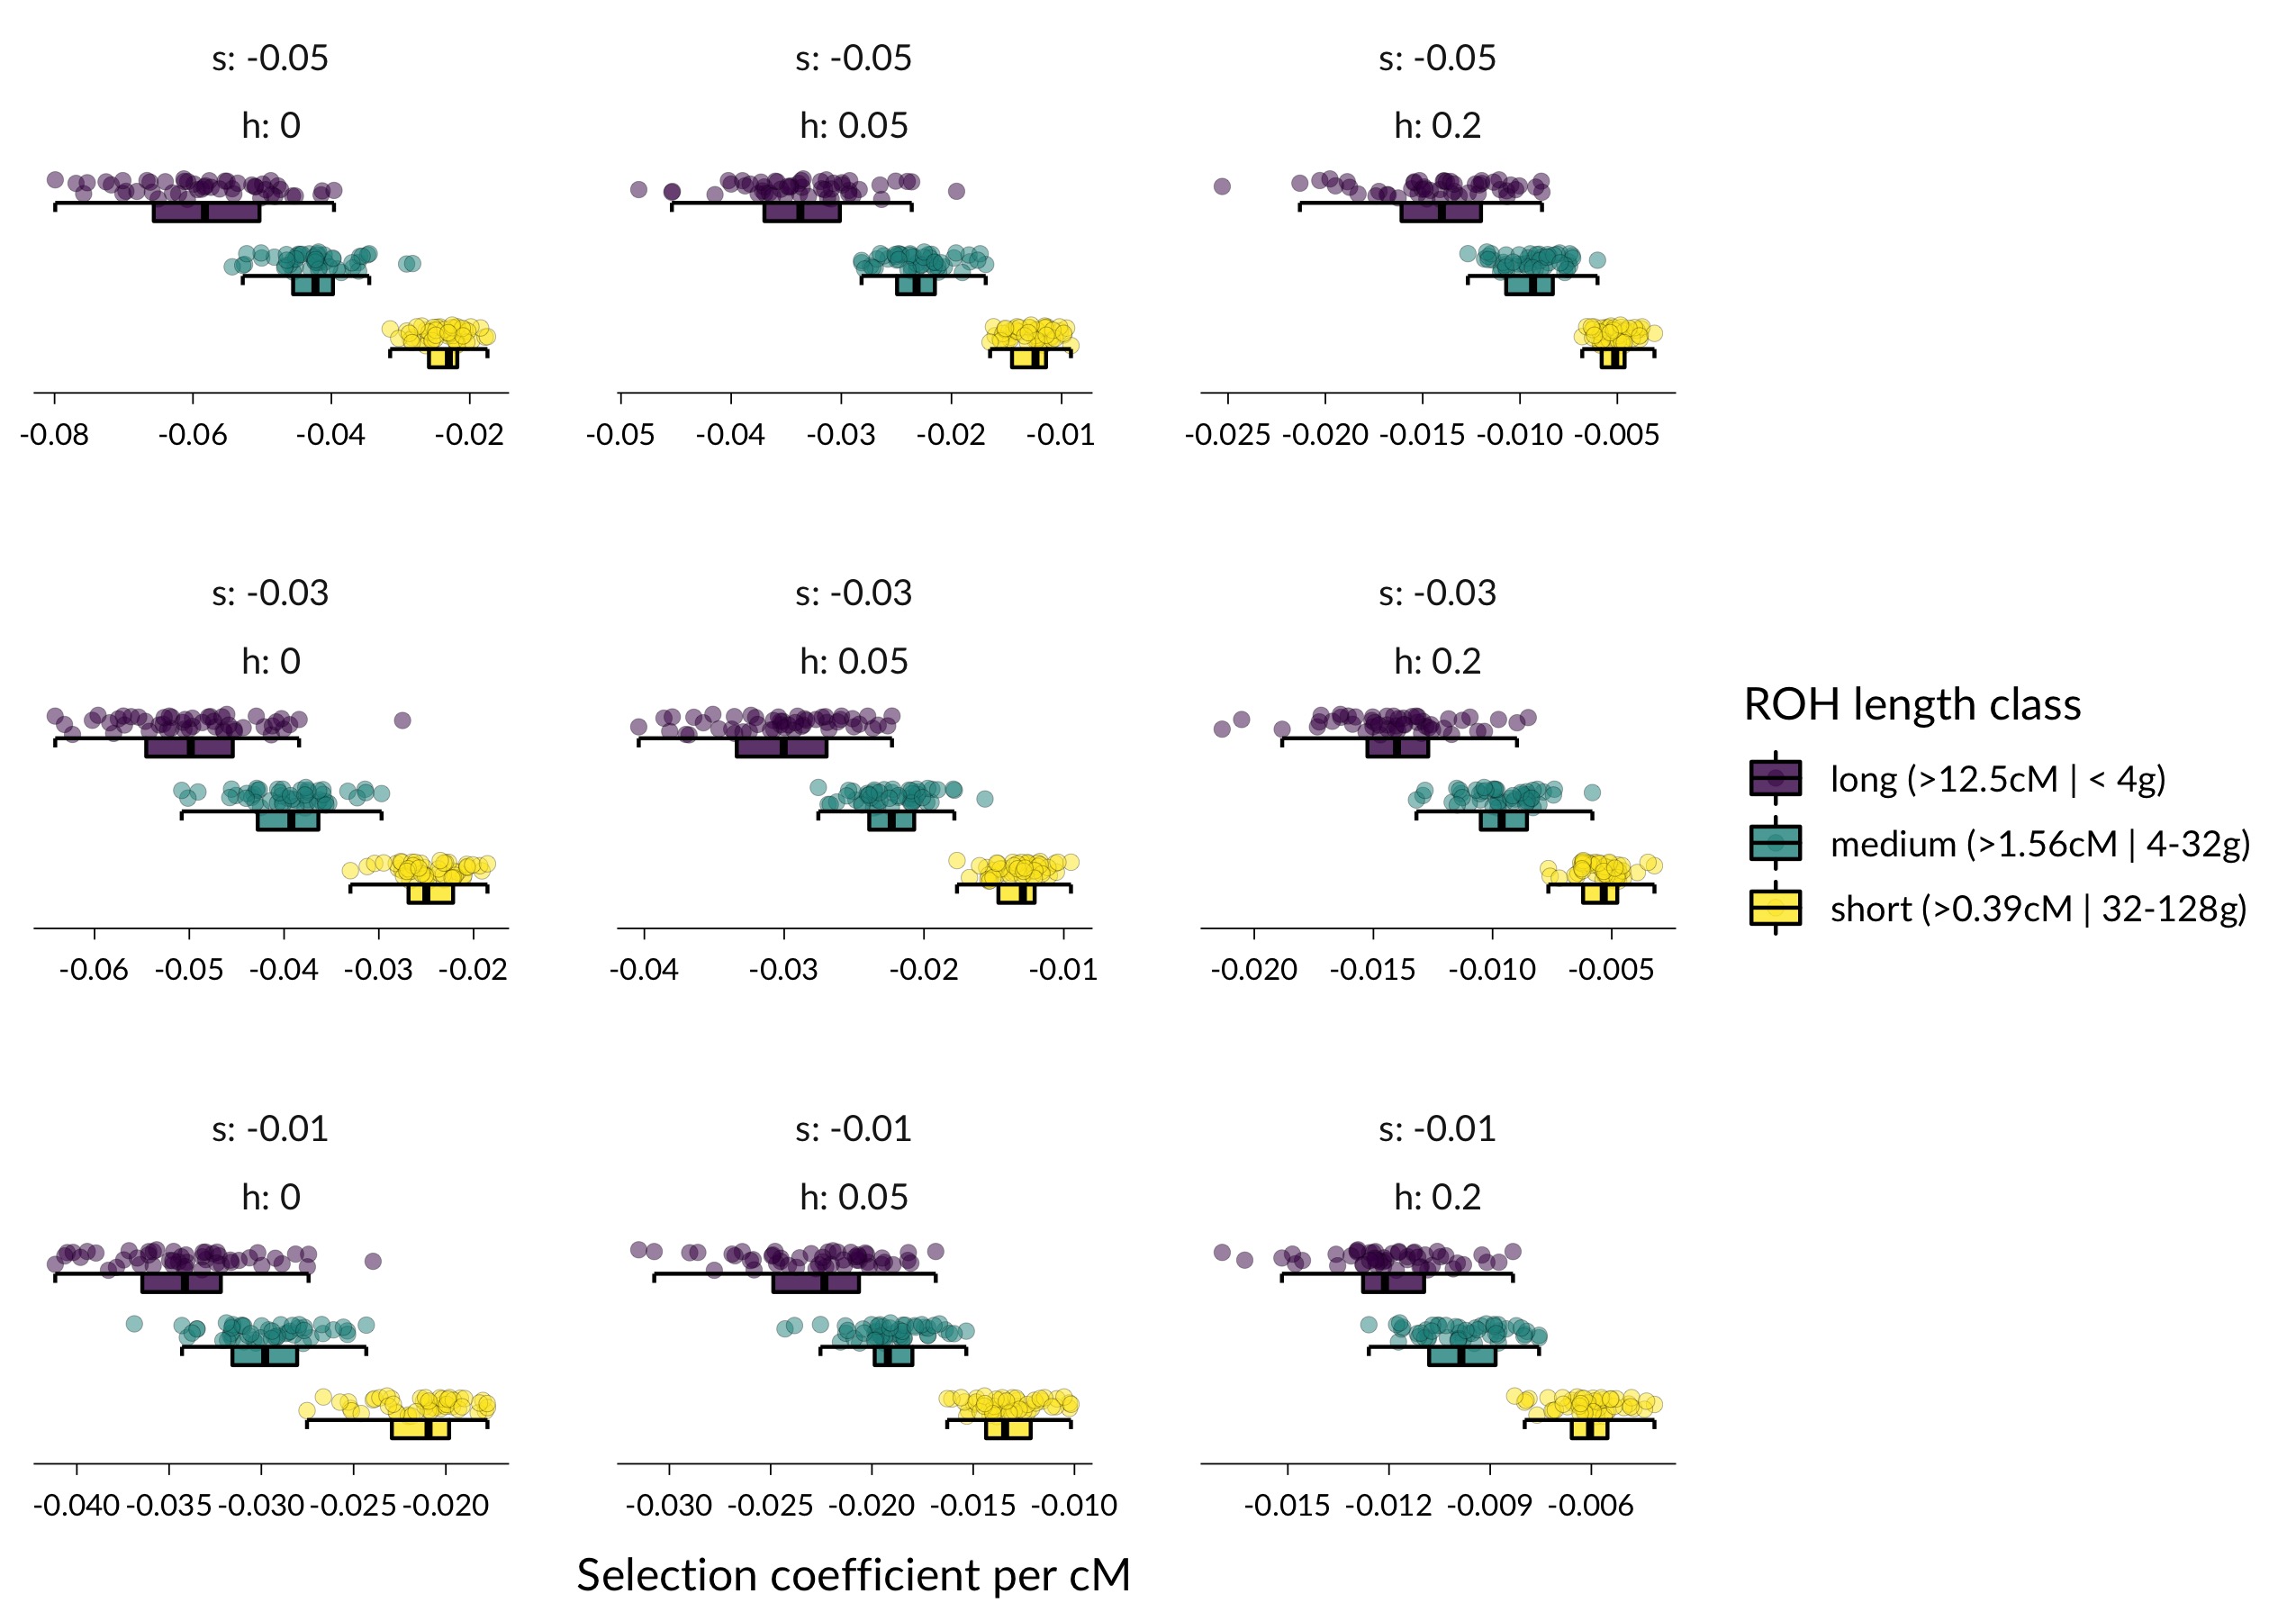 s: -0.05 s: -0.05 s: -0.05
h: 0 h: 0.05 h: 0.2
-0.08 -0.06 -0.04 -0.02 -0.05 -0.04 -0.03 -0.02 -0.01 -0.025 -0.020 -0.015 -0.010 -0.005
s: -0.03 s: -0.03 s: -0.03
h: 0 h: 0.05 h: 0.2
-0.06 -0.05 -0.04 -0.03 -0.02 -0.04 -0.03 -0.02 -0.01 -0.020 -0.015 -0.010 -0.005
s: -0.01 s: -0.01 s: -0.01
h: 0 h: 0.05 h: 0.2
-0.040 -0.035 -0.030 -0.025 -0.020 -0.030 -0.025 -0.020 -0.015 -0.010 -0.015 -0.012 -0.009 -0.006
Selection coefficient per cM
ROH length class
long (>12.5cM | < 4g)
medium (>1.56cM | 4-32g)
short (>0.39cM | 32-128g)